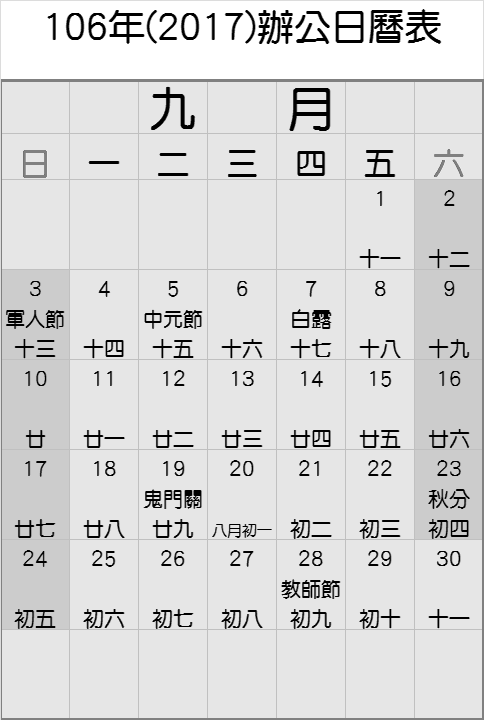 106年(2017)辦公日曆表
九 月
日 一 二 三 四 五 六
1 2
十一 十二
3 4 5 6 7 8 9
軍人節 中元節 白露
十三 十四 十五 十六 十七 十八 十九
10 11 12 13 14 15 16
廿 廿一 廿二 廿三 廿四 廿五 廿六
17 18 19 20 21 22 23
鬼門關 秋分
廿七 廿八 廿九 八月初一 初二 初三 初四
24 25 26 27 28 29 30
教師節
初五 初六 初七 初八 初九 初十 十一